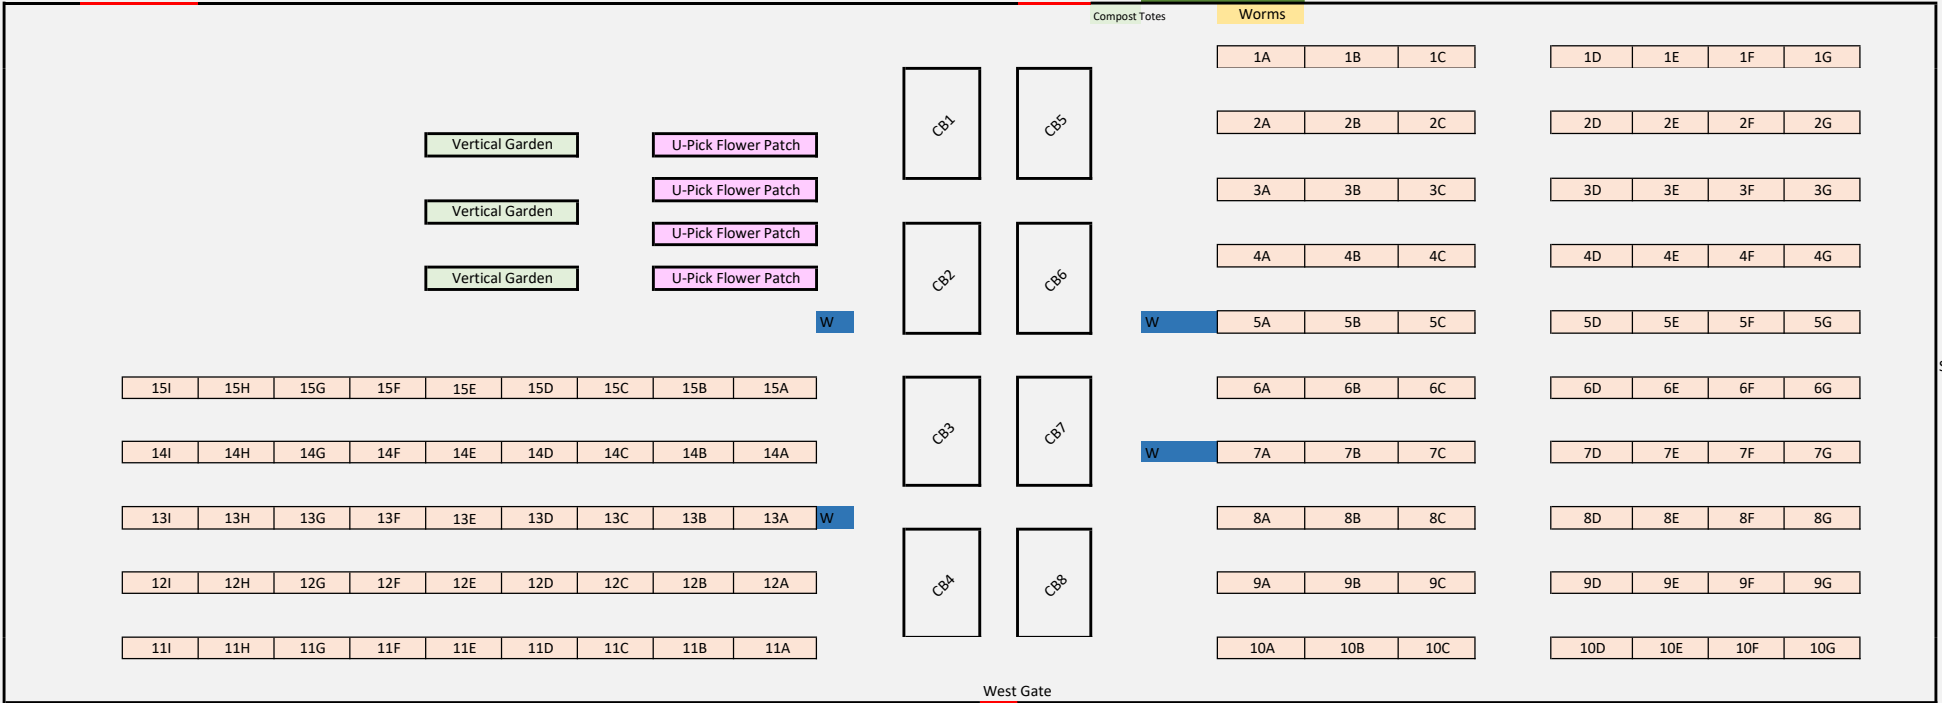 Compost Totes Worms
1A 1B 1C 1D 1E 1F 1G
CB1 CB5
2A 2B 2C 2D 2E 2F 2G
Vertical Garden U-Pick Flower Patch
U-Pick Flower Patch 3A 3B 3C 3D 3E 3F 3G
Vertical Garden
U-Pick Flower Patch
4A 4B 4C 4D 4E 4F 4G
Vertical Garden U-Pick Flower Patch CB2 CB6
W W 5A 5B 5C 5D 5E 5F 5G
15I 15H 15G 15F 15E 15D 15C 15B 15A 6A 6B 6C 6D 6E 6F 6G
CB3 CB7
14I 14H 14G 14F 14E 14D 14C 14B 14A W 7A 7B 7C 7D 7E 7F 7G
13I 13H 13G 13F 13E 13D 13C 13B 13A W 8A 8B 8C 8D 8E 8F 8G
12I 12H 12G 12F 12E 12D 12C 12B 12A CB4 CB8 9A 9B 9C 9D 9E 9F 9G
11I 11H 11G 11F 11E 11D 11C 11B 11A 10A 10B 10C 10D 10E 10F 10G
West Gate